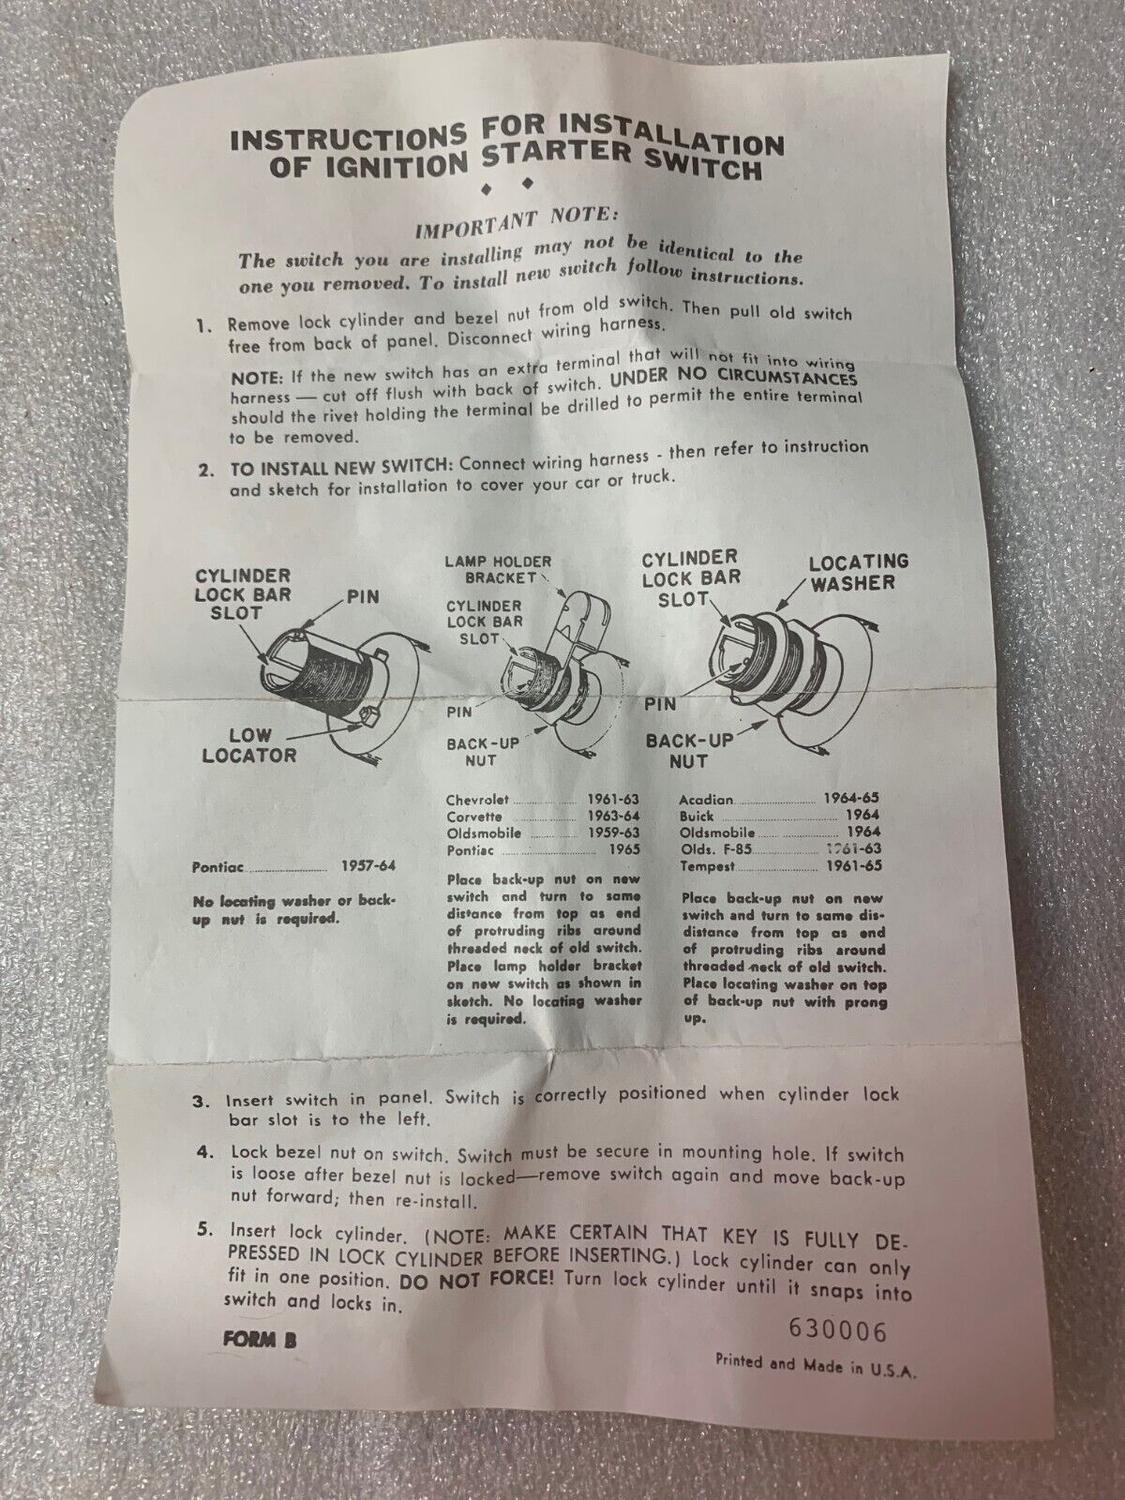 INSTRUCTIONS FOR INSTALLATION
OF IGNITION STARTER SWITCH
IMPORTANT NOTE:
The switch you are installing may not be identical to the
one you removed. To install new switch follow instructions.
1. Remove lock cylinder and bezel nut from old switch. Then pull old switch
free from back of panel. Disconnect wiring harness.
NOTE: If the new switch has an extra terminal that will not fit into wiring
harness — cut off flush with back of switch. UNDER NO CIRCUMSTANCES
should the rivet holding the terminal be drilled to permit the entire terminal
to be removed.
2. TO INSTALL NEW SWITCH: Connect wiring harness - then refer to instruction
and sketch for installation to cover your car or truck.
CYLINDER
LOCK BAR
SLOT
PIN
LOW
LOCATOR
Pontiac 1957-64
No locating washer or back-
up nut is required.
LAMP HOLDER
BRACKET
CYLINDER
LOCK BAR
SLOT
PIN
BACK-UP
NUT
Chevrolet 1961-63
Corvette 1963-64
Oldsmobile 1959-63
Pontiac 1965
Place back-up nut on new
switch and turn to same
distance from top as end
of protruding ribs around
threaded neck of old switch.
Place lamp holder bracket
on new switch as shown in
sketch. No locating washer
is required.
CYLINDER
LOCK BAR
SLOT
LOCATING
WASHER
PIN
BACK-UP
NUT
Acadian 1964-65
Buick 1964
Oldsmobile 1964
Olds. F-85 1961-63
Tempest 1961-65
Place back-up nut on new
switch and turn to same dis-
distance from top as end
of protruding ribs around
threaded neck of old switch.
Place locating washer on top
of back-up nut with prong
up.
3. Insert switch in panel. Switch is correctly positioned when cylinder lock
bar slot is to the left.
4. Lock bezel nut on switch. Switch must be secure in mounting hole. If switch
is loose after bezel nut is locked—remove switch again and move back-up
nut forward; then re-install.
5. Insert lock cylinder. (NOTE: MAKE CERTAIN THAT KEY IS FULLY DE-
PRESSED IN LOCK CYLINDER BEFORE INSERTING.) Lock cylinder can only
fit in one position. DO NOT FORCE! Turn lock cylinder until it snaps into
switch and locks in.
FORM B
630006
Printed and Made in U.S.A.